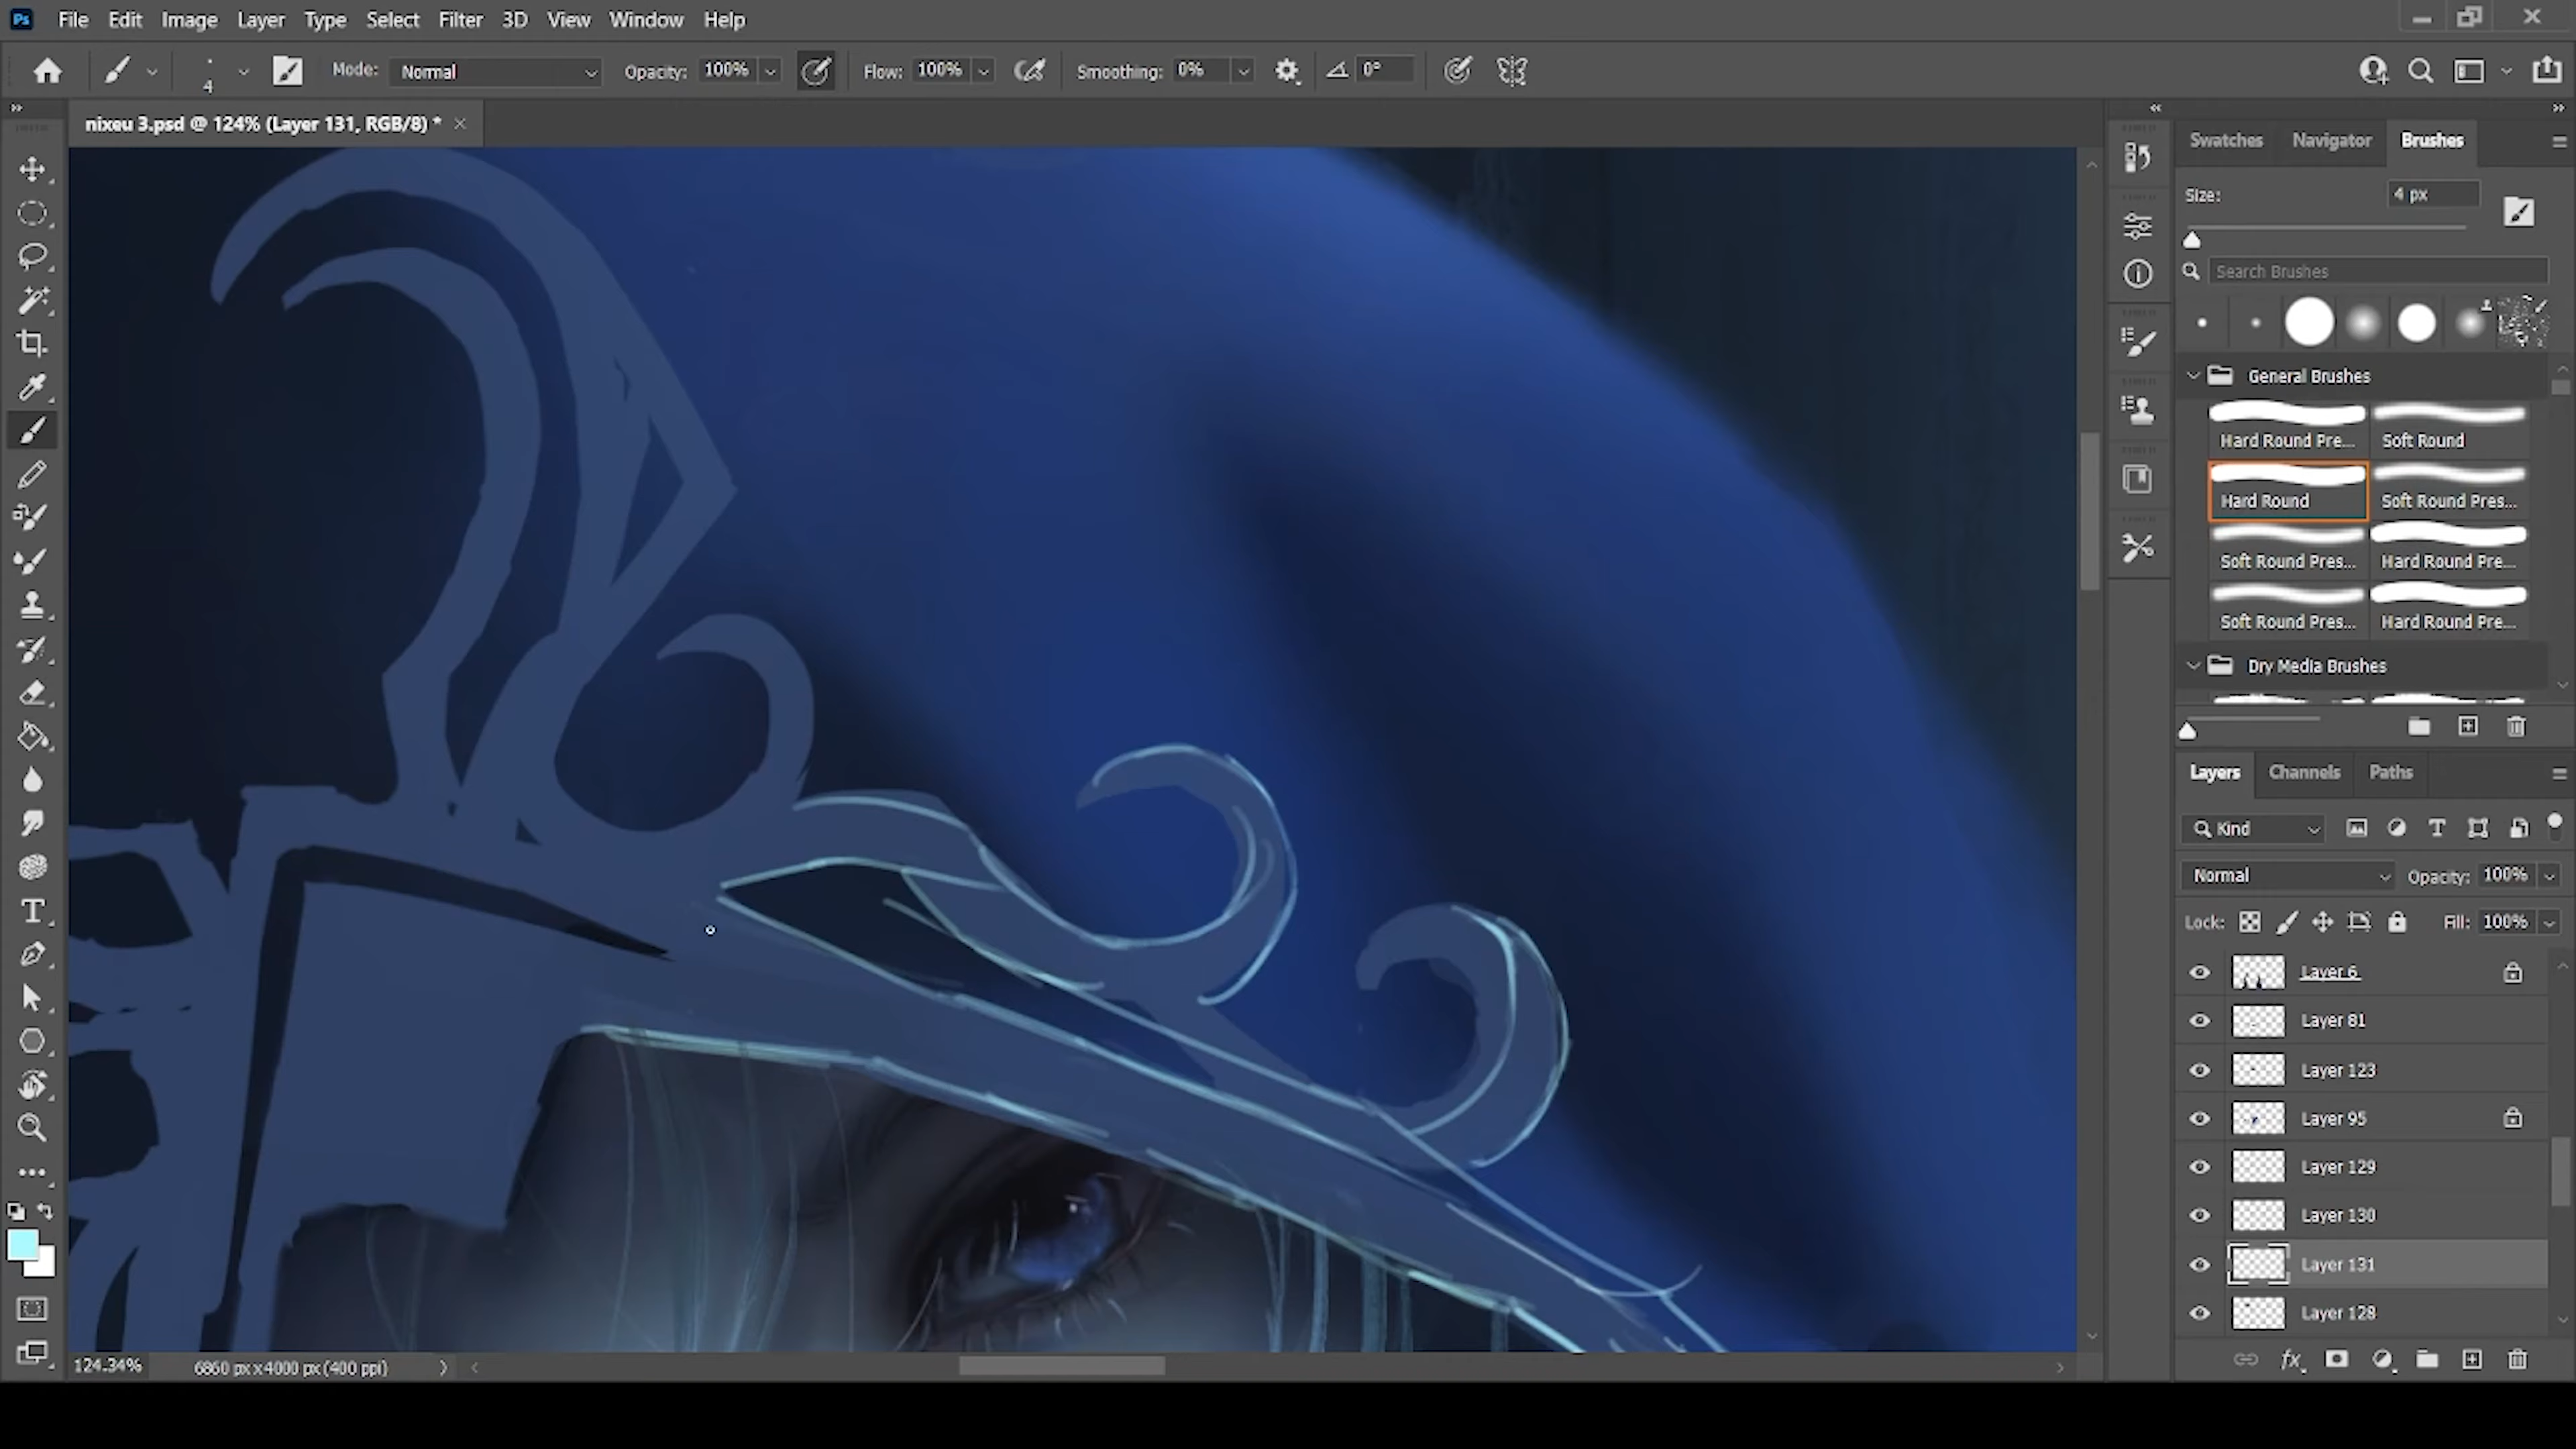 Ps File Edit Image Layer Type Select Filter 3D View Window Help
4 Mode: Normal Opacity: 100% Flow: 100% Smoothing: 0% 0°
nixeu 3.psd @ 124% (Layer 131, RGB/8) *
Swatches Navigator Brushes
Size: 4 px
Search Brushes
General Brushes
Hard Round Pre... Soft Round
Hard Round Soft Round Pres...
Soft Round Pres... Hard Round Pre...
Soft Round Pres... Hard Round Pre...
Dry Media Brushes
Layers Channels Paths
Kind
Normal Opacity: 100%
Lock: Fill: 100%
Layer 6
Layer 81
Layer 123
Layer 95
Layer 129
Layer 130
Layer 131
Layer 128
124.34% 6860 px x 4000 px (400 ppi)